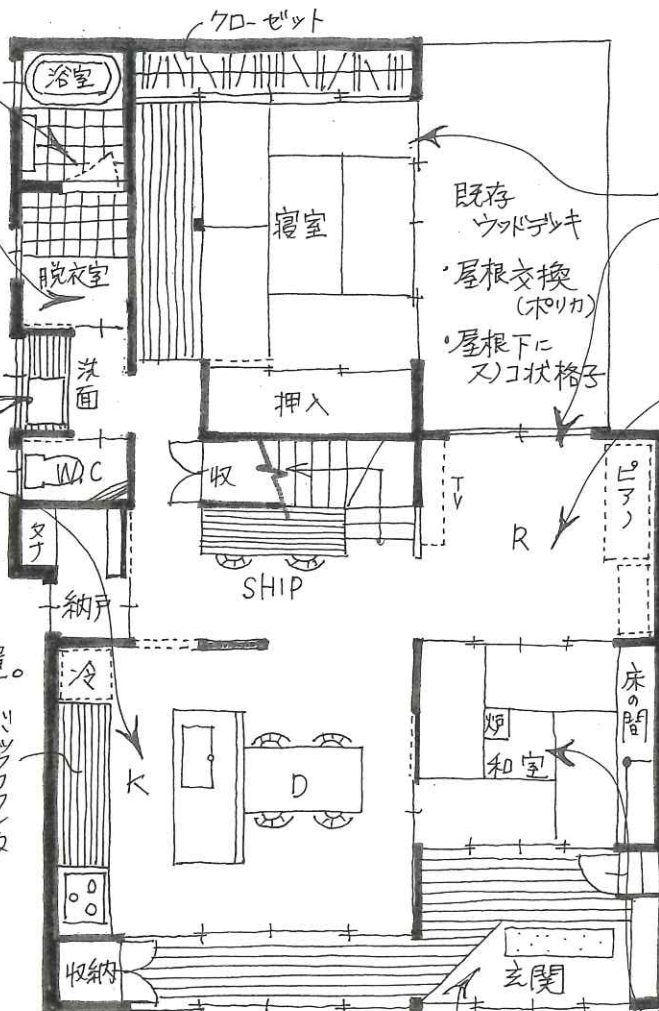 クローゼット
浴室
寝室
既存
ウッドデッキ
・屋根交換
(ポリカ)
・屋根下に
スノコ状格子
脱衣室
洗面
押入
W.C
収
TV
ピアノ
R
タナ
SHIP
納戸
冷
床の間
炉
和室
K
D
収納
玄関